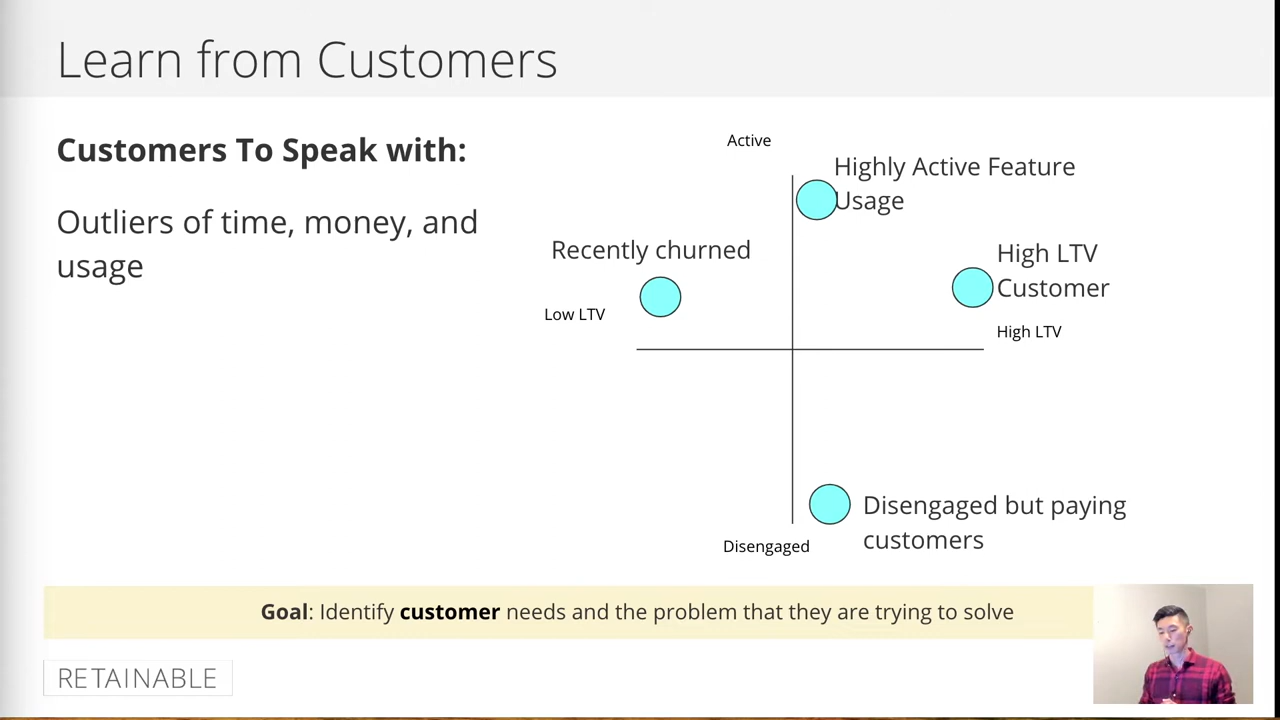 Learn from Customers
Customers To Speak with:
Outliers of time, money, and
usage
Active
Highly Active Feature
Usage
Recently churned
High LTV
Customer
Low LTV
High LTV
Disengaged but paying
customers
Disengaged
Goal: Identify customer needs and the problem that they are trying to solve
RETAINABLE